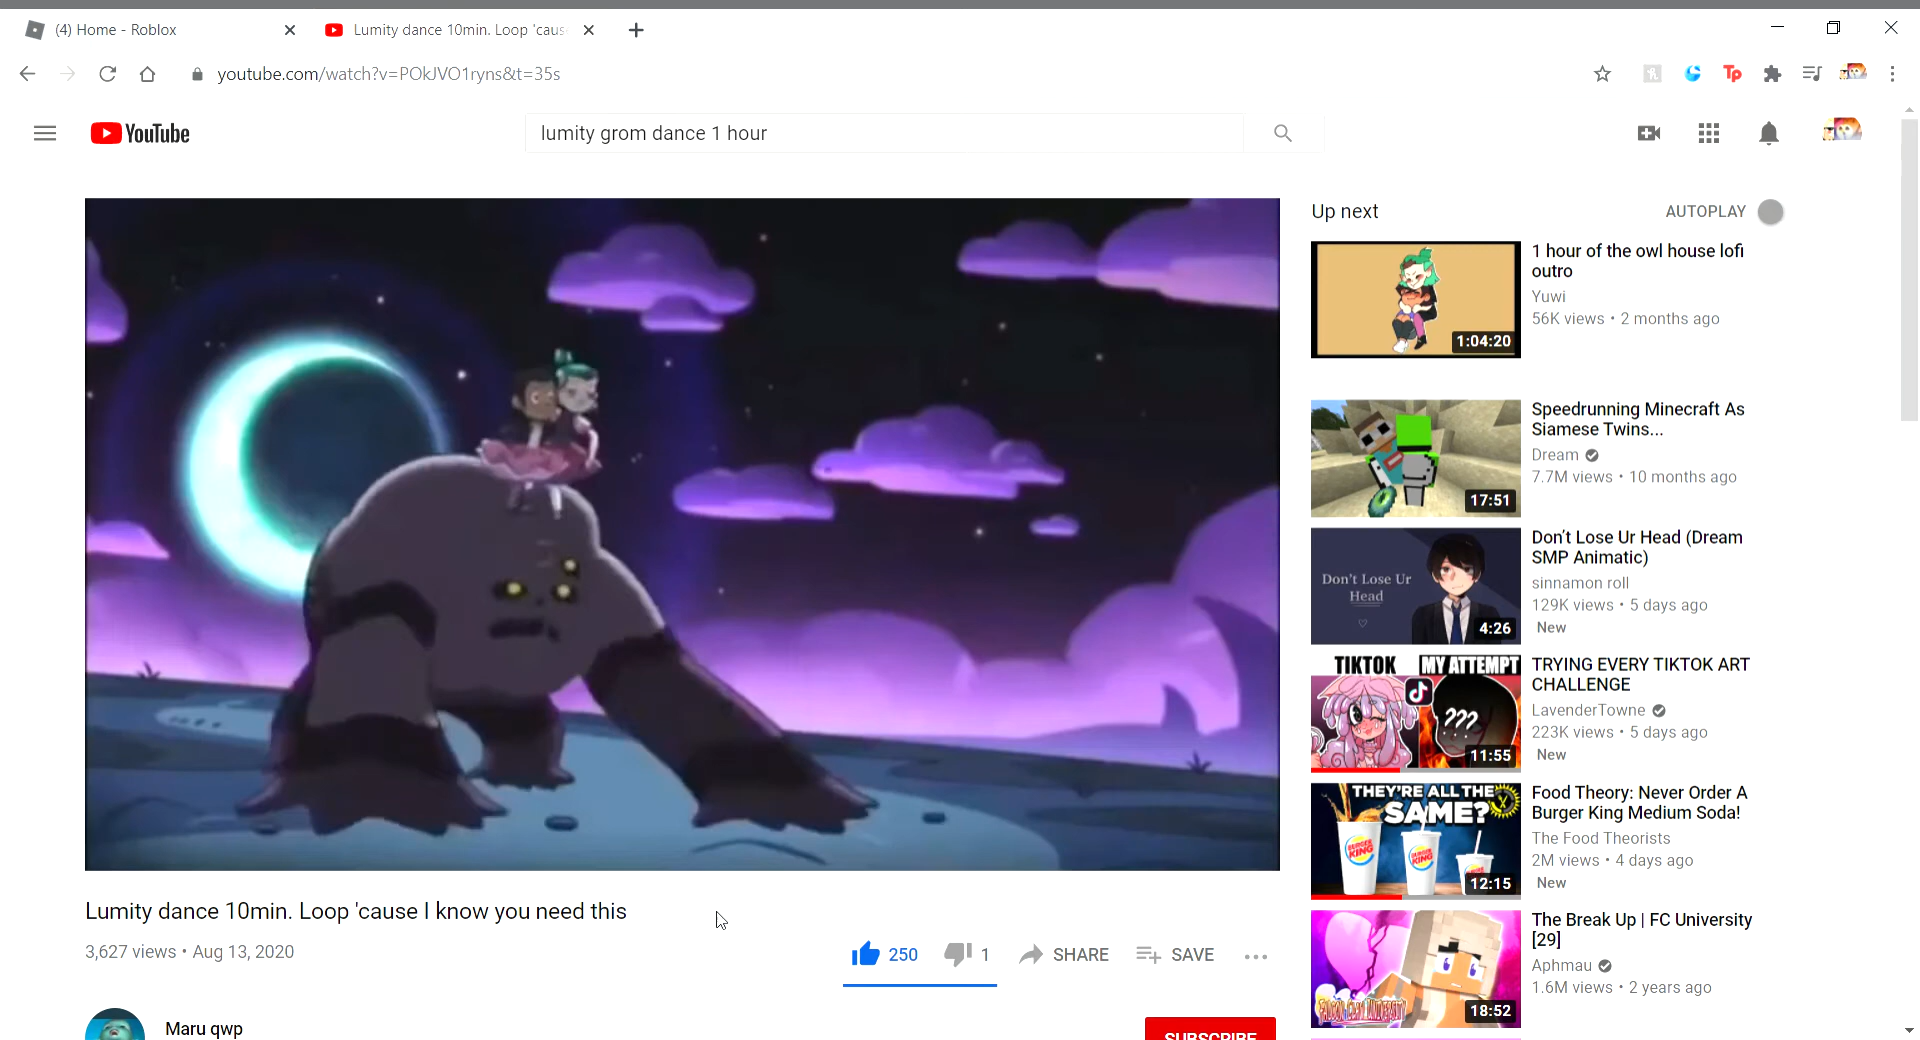 (4) Home - Roblox
Lumity dance 10min. Loop 'caus
youtube.com/watch?v=POkJVO1ryns&t=35s
Tp
YouTube
lumity grom dance 1 hour
Up next
AUTOPLAY
1:04:20
1 hour of the owl house lofi
outro
Yuwi
56K views • 2 months ago
17:51
Speedrunning Minecraft As
Siamese Twins...
Dream
7.7M views • 10 months ago
Don't Lose Ur
Head
4:26
Don't Lose Ur Head (Dream
SMP Animatic)
sinnamon roll
129K views • 5 days ago
New
TIKTOK
MY ATTEMPT
???
11:55
TRYING EVERY TIKTOK ART
CHALLENGE
LavenderTowne
223K views • 5 days ago
New
THEY'RE ALL THE
SAME?
BURGER KING
BURGER KING
12:15
Food Theory: Never Order A
Burger King Medium Soda!
The Food Theorists
2M views • 4 days ago
New
18:52
The Break Up | FC University
[29]
Aphmau
1.6M views • 2 years ago
Lumity dance 10min. Loop 'cause I know you need this
3,627 views • Aug 13, 2020
250
1
SHARE
SAVE
Maru qwp
SUBSCRIBE